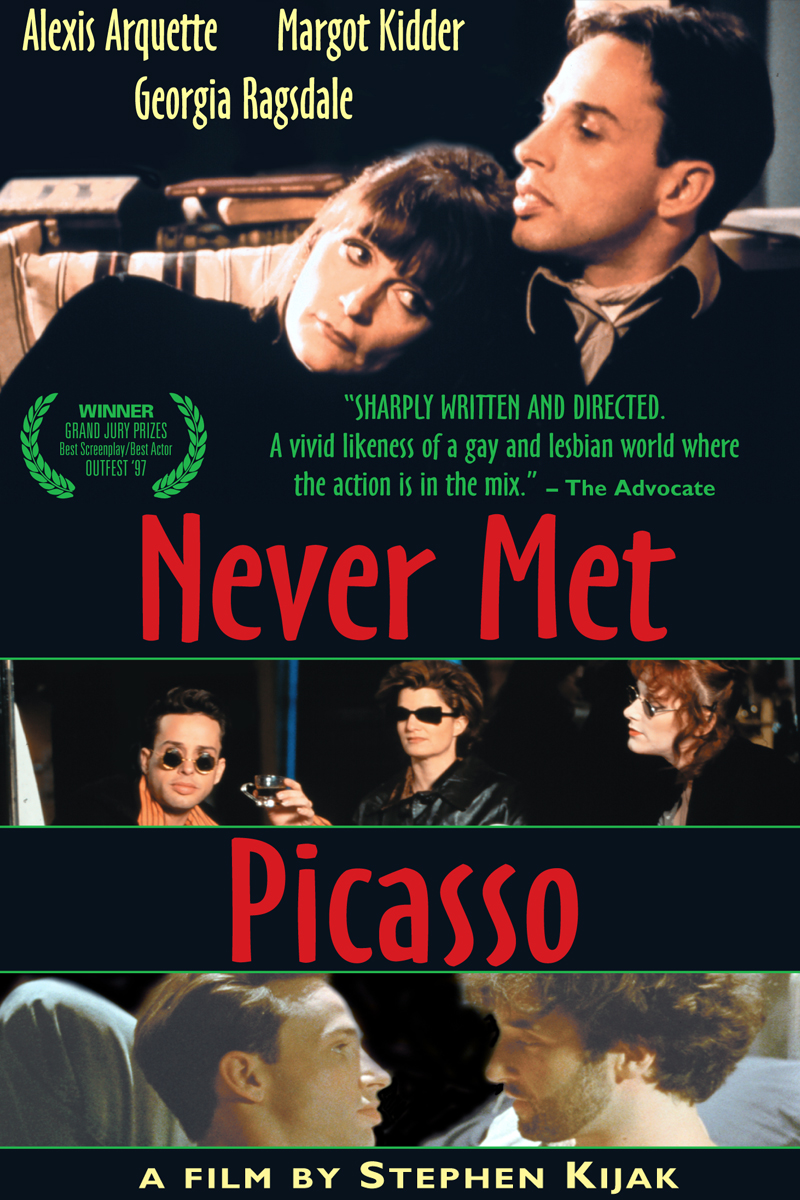 Alexis Arquette
Margot Kidder
Georgia Ragsdale
WINNER
GRAND JURY PRIZES
Best Screenplay/Best Actor
OUTFEST '97
“SHARPLY WRITTEN AND DIRECTED.
A vivid likeness of a gay and lesbian world where
the action is in the mix.” – The Advocate
Never Met
Picasso
A FILM BY STEPHEN KIJAK